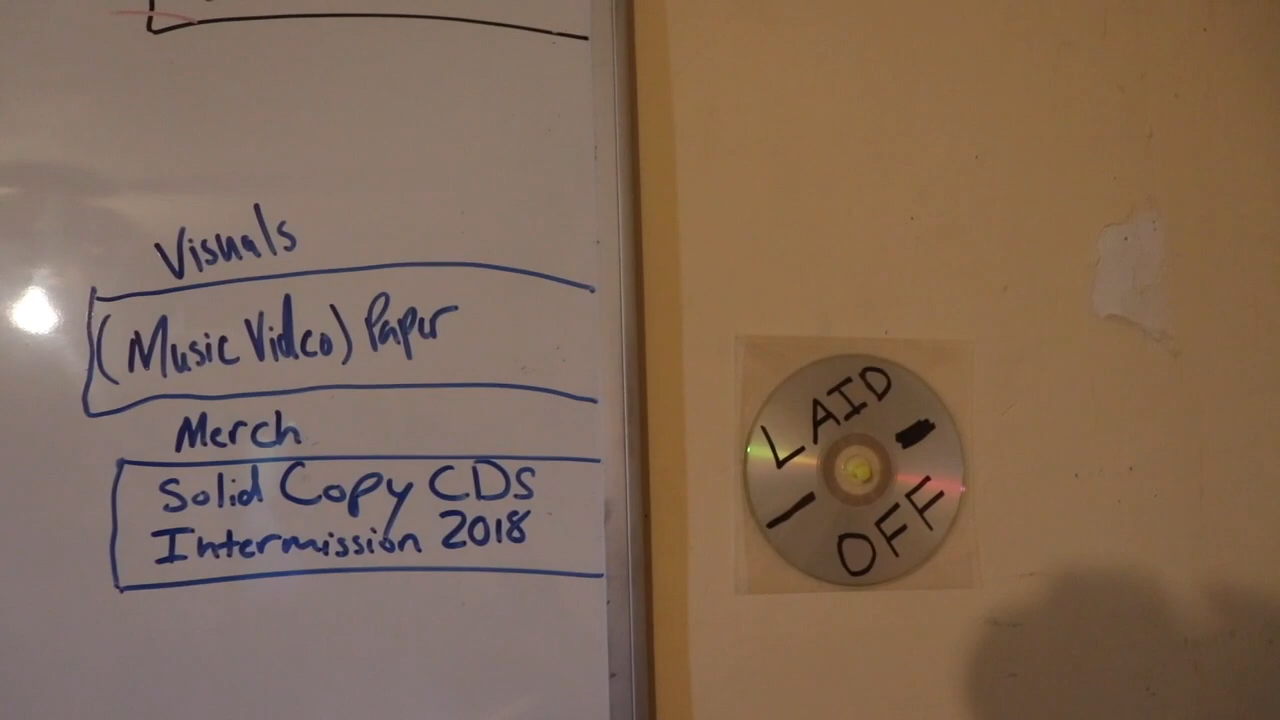 Visuals
(Music Video) Paper
Merch
Solid Copy CDS
Intermission 2018
LAID
OFF